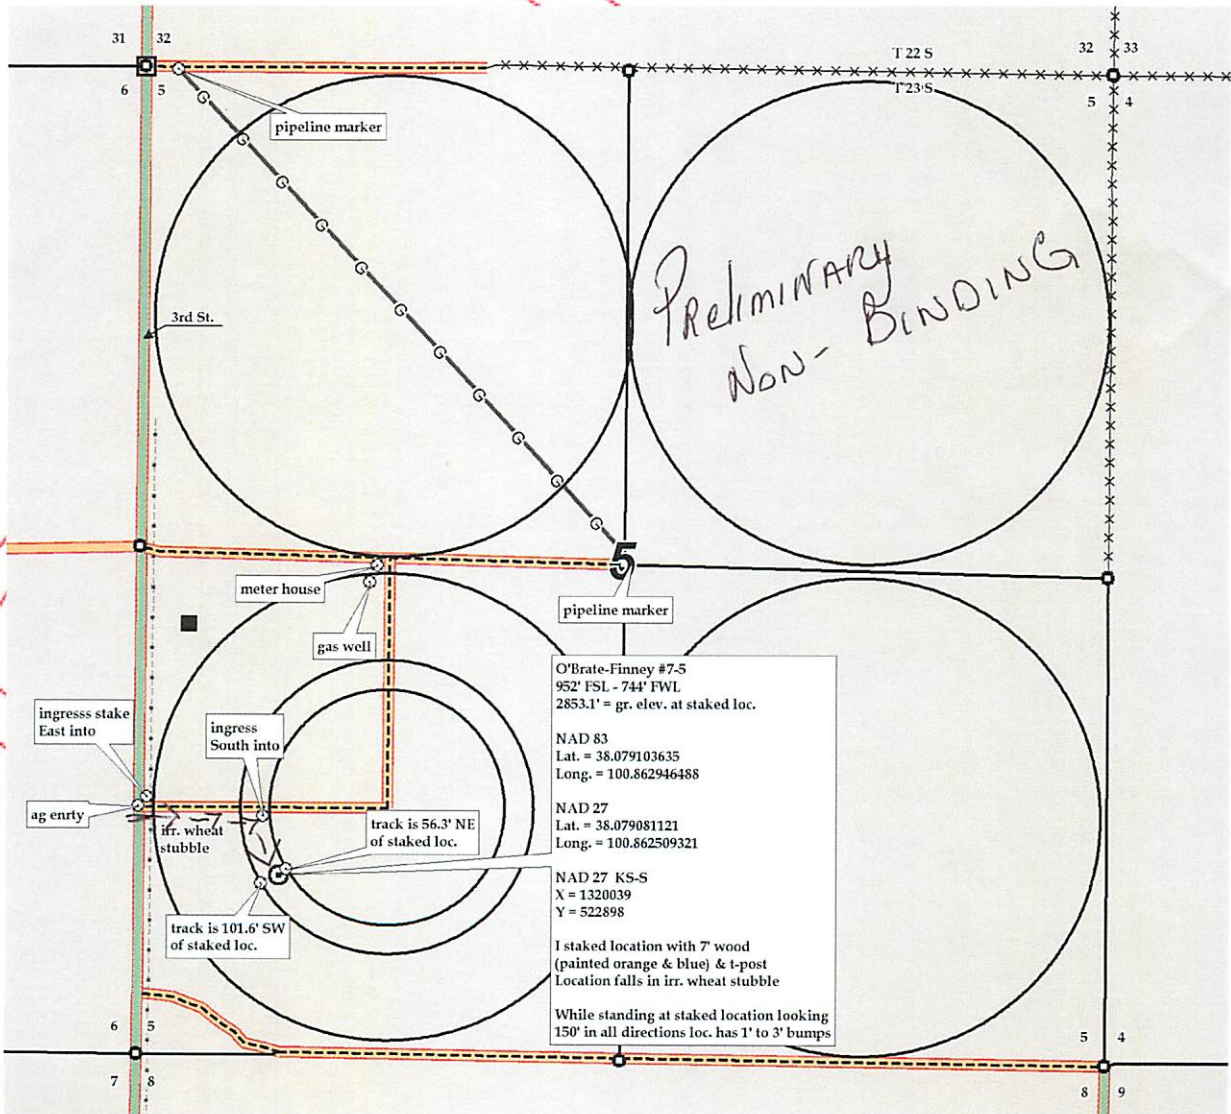 31 32
32 33
T 22 S
6 5
T 23 S
5 4
pipeline marker
G
G
G
G
G
G
G
G
G
G
G
PRELIMINARY
NON- BINDING
3rd St.
5
meter house
pipeline marker
gas well
O'Brate-Finney #7-5
952' FSL - 744' FWL
2853.1' = gr. elev. at staked loc.
NAD 83
Lat. = 38.079103635
Long. = 100.862946488
NAD 27
Lat. = 38.079081121
Long. = 100.862509321
NAD 27 KS-S
X = 1320039
Y = 522898
I staked location with 7' wood
(painted orange & blue) & t-post
Location falls in irr. wheat stubble
While standing at staked location looking
150' in all directions loc. has 1' to 3' bumps
ingresss stake
East into
ingress
South into
ag enrty
irr. wheat
stubble
track is 56.3' NE
of staked loc.
track is 101.6' SW
of staked loc.
6 5
5 4
7 8
8 9